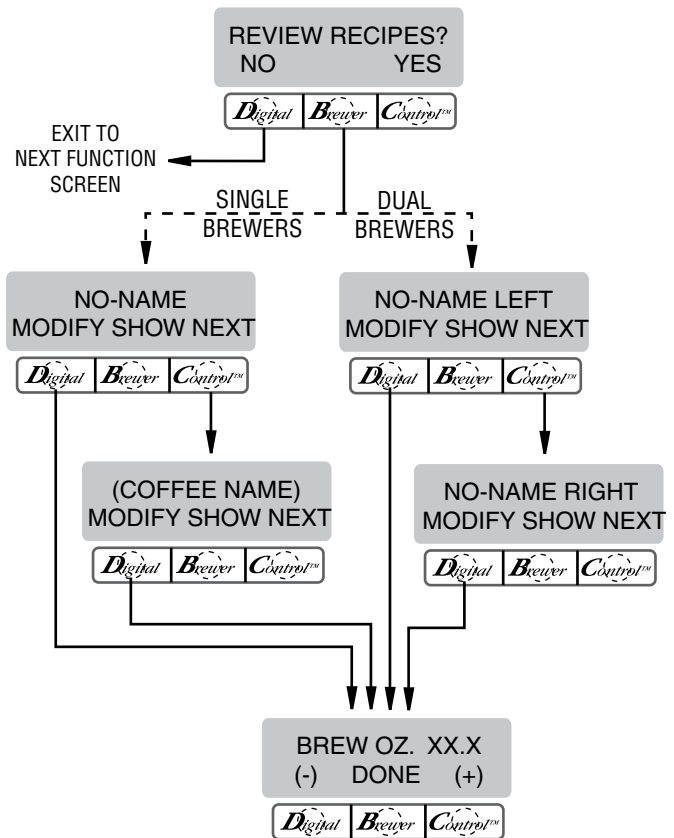 REVIEW RECIPES?
NO YES
Digital Brewer Control™
EXIT TO
NEXT FUNCTION
SCREEN
SINGLE
BREWERS
DUAL
BREWERS
NO-NAME
MODIFY SHOW NEXT
Digital Brewer Control™
NO-NAME LEFT
MODIFY SHOW NEXT
Digital Brewer Control™
(COFFEE NAME)
MODIFY SHOW NEXT
Digital Brewer Control™
NO-NAME RIGHT
MODIFY SHOW NEXT
Digital Brewer Control™
BREW OZ. XX.X
(-) DONE (+)
Digital Brewer Control™